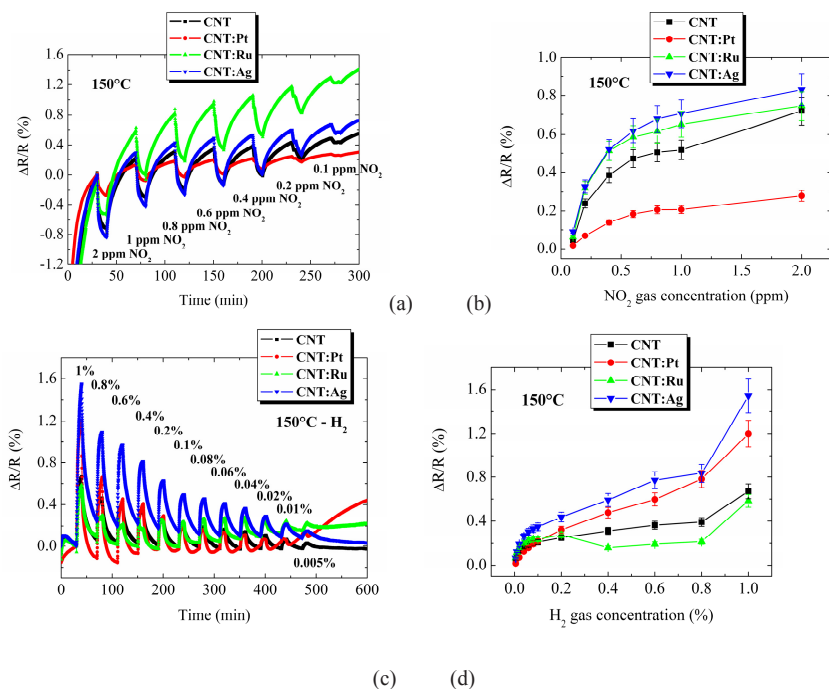 CNT
CNT:Pt
CNT:Ru
CNT:Ag
150°C
ΔR/R (%)
1.6
1.2
0.8
0.4
0.0
-0.4
-0.8
-1.2
0.1 ppm NO2
0.2 ppm NO2
0.4 ppm NO2
0.6 ppm NO2
0.8 ppm NO2
1 ppm NO2
2 ppm NO2
0 50 100 150 200 250 300
Time (min)
(a)
CNT
CNT:Pt
CNT:Ru
CNT:Ag
150°C
ΔR/R (%)
1.0
0.8
0.6
0.4
0.2
0.0
0.0 0.5 1.0 1.5 2.0
NO2 gas concentration (ppm)
(b)
CNT
CNT:Pt
CNT:Ru
CNT:Ag
150°C - H2
ΔR/R (%)
1.6
1.2
0.8
0.4
0.0
1%
0.8%
0.6%
0.4%
0.2%
0.1%
0.08%
0.06%
0.04%
0.02%
0.01%
0.005%
0 100 200 300 400 500 600
Time (min)
(c)
CNT
CNT:Pt
CNT:Ru
CNT:Ag
150°C
ΔR/R (%)
1.6
1.2
0.8
0.4
0.0
0.0 0.2 0.4 0.6 0.8 1.0
H2 gas concentration (%)
(d)